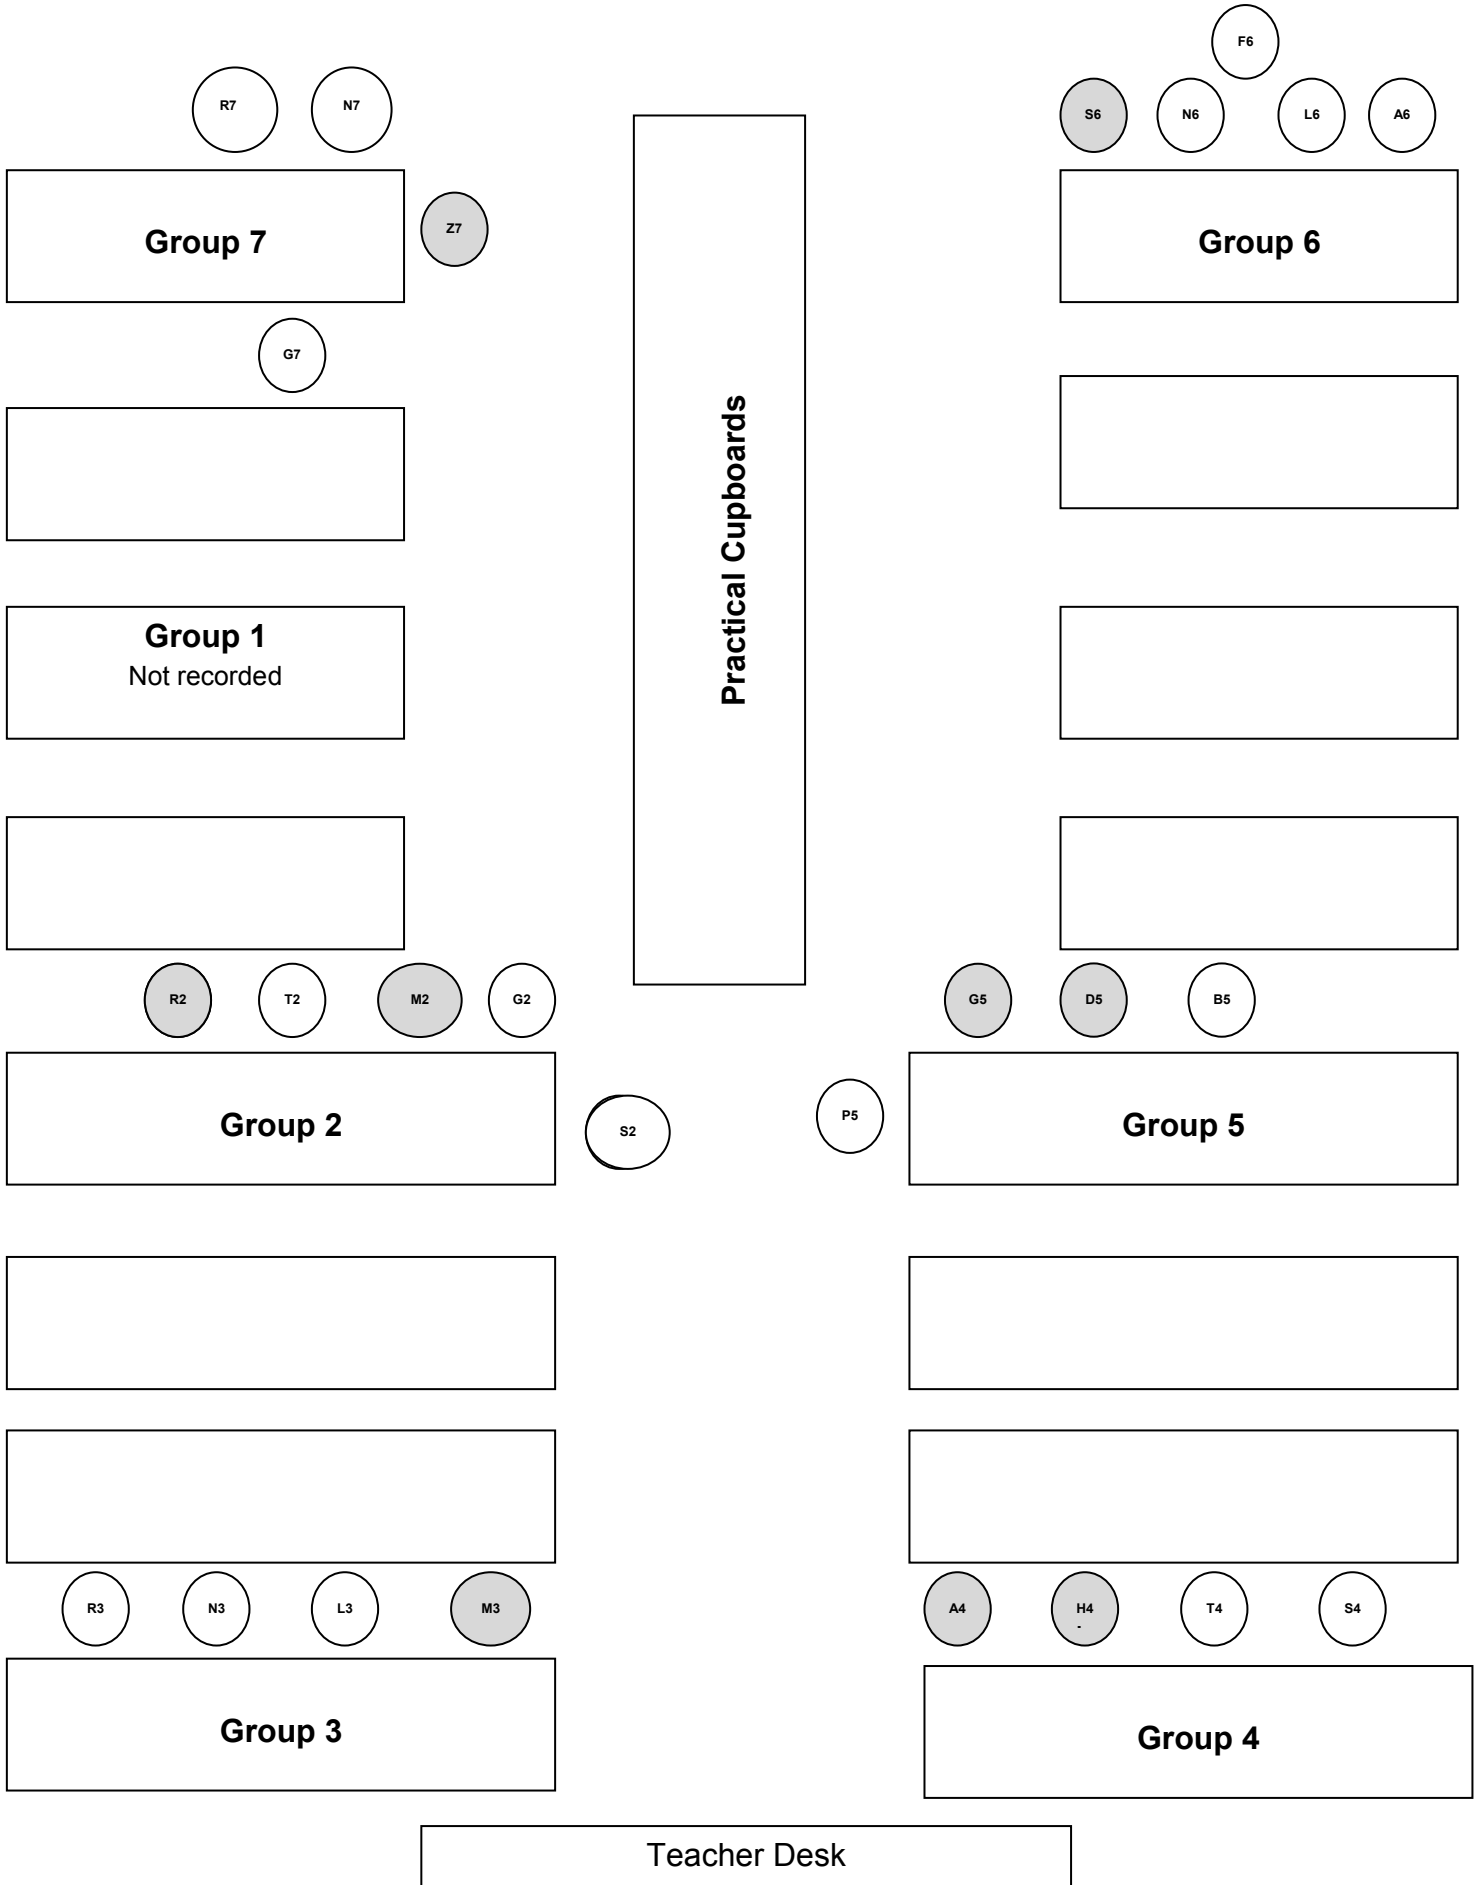 F6
R7 N7
S6 N6 L6 A6
Group 7
Z7
Group 6
G7
Practical Cupboards
Group 1
Not recorded
R2 T2 M2 G2
G5 D5 B5
Group 2
S2
P5
Group 5
R3 N3 L3 M3
A4 H4 T4 S4
-
Group 3
Group 4
Teacher Desk